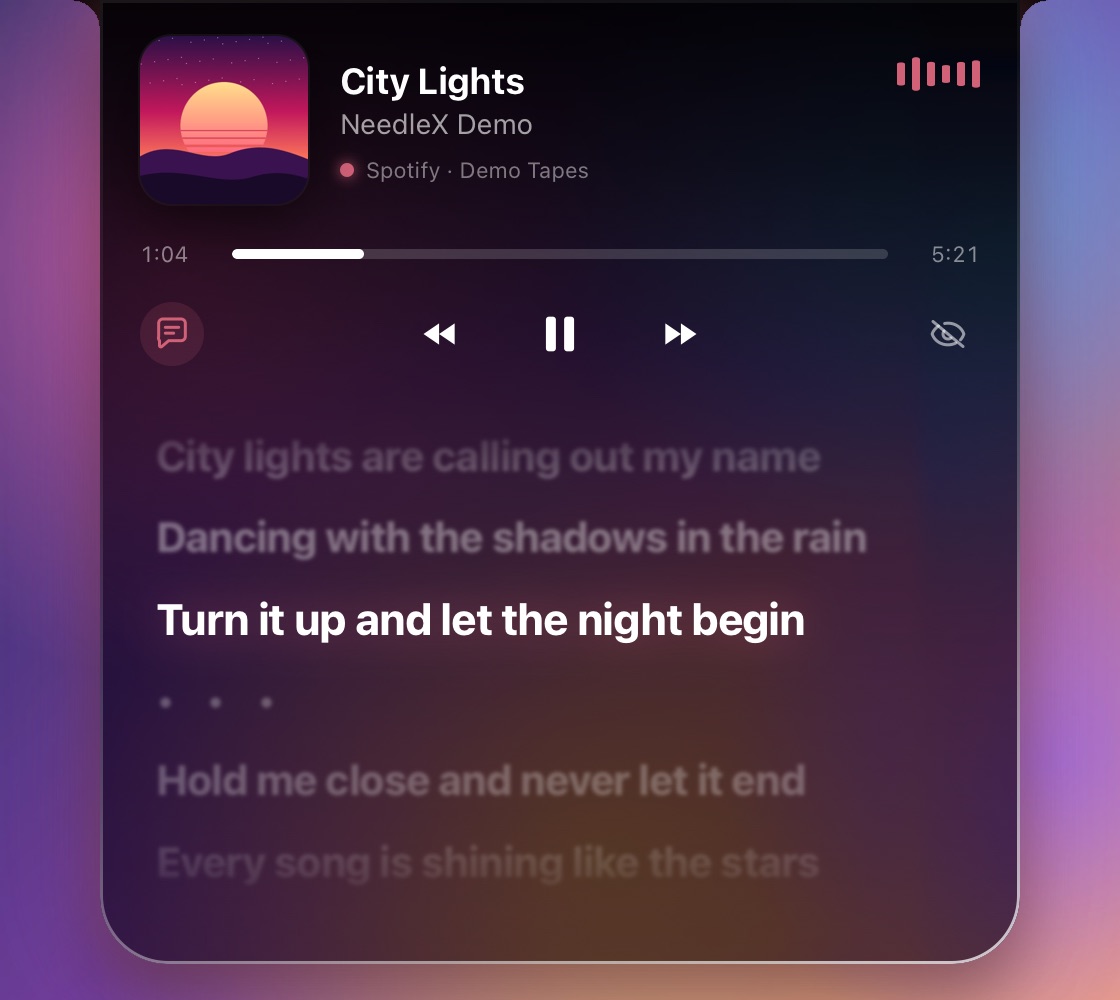 City Lights
NeedleX Demo
Spotify · Demo Tapes
1:04
5:21
City lights are calling out my name
Dancing with the shadows in the rain
Turn it up and let the night begin
• • •
Hold me close and never let it end
Every song is shining like the stars